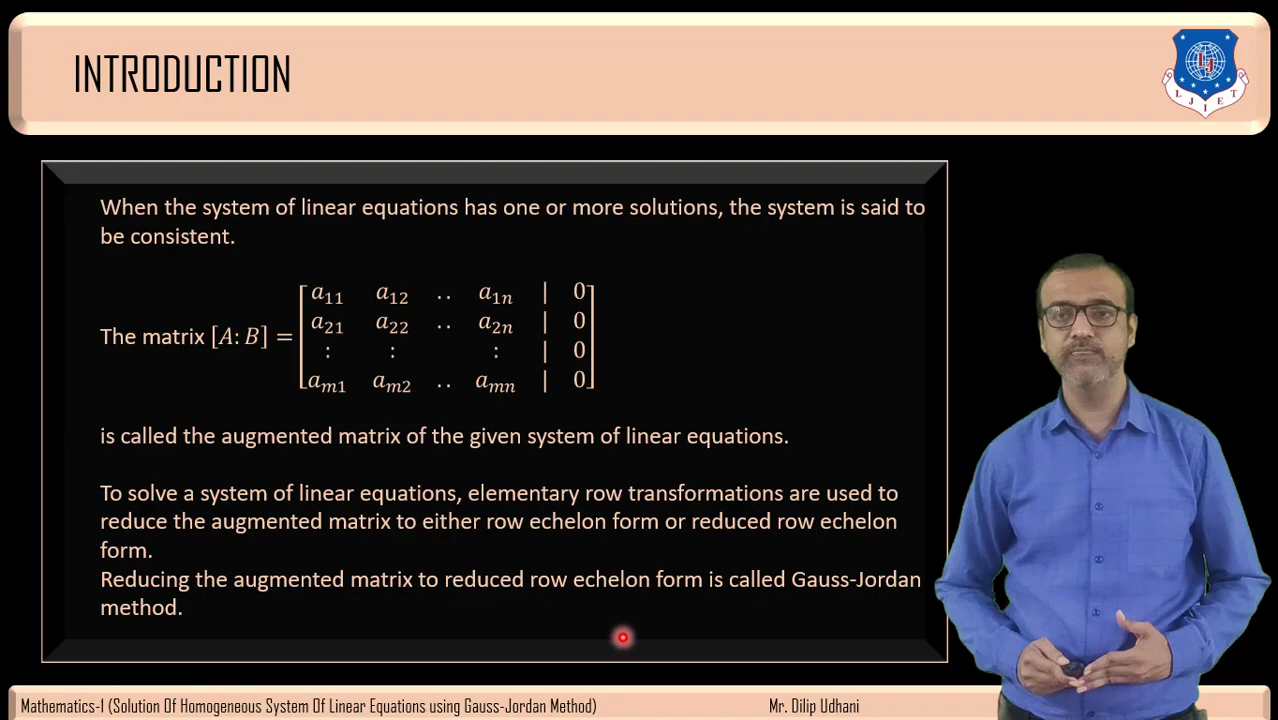 INTRODUCTION
L J I E T
When the system of linear equations has one or more solutions, the system is said to
be consistent.
The matrix [A: B] =
a11 a12 .. a1n | 0
a21 a22 .. a2n | 0
: : : | 0
am1 am2 .. amn | 0
is called the augmented matrix of the given system of linear equations.
To solve a system of linear equations, elementary row transformations are used to
reduce the augmented matrix to either row echelon form or reduced row echelon
form.
Reducing the augmented matrix to reduced row echelon form is called Gauss-Jordan
method.
Mathematics-1 (Solution Of Homogeneous System Of Linear Equations using Gauss-Jordan Method) Mr. Dilip Udhani